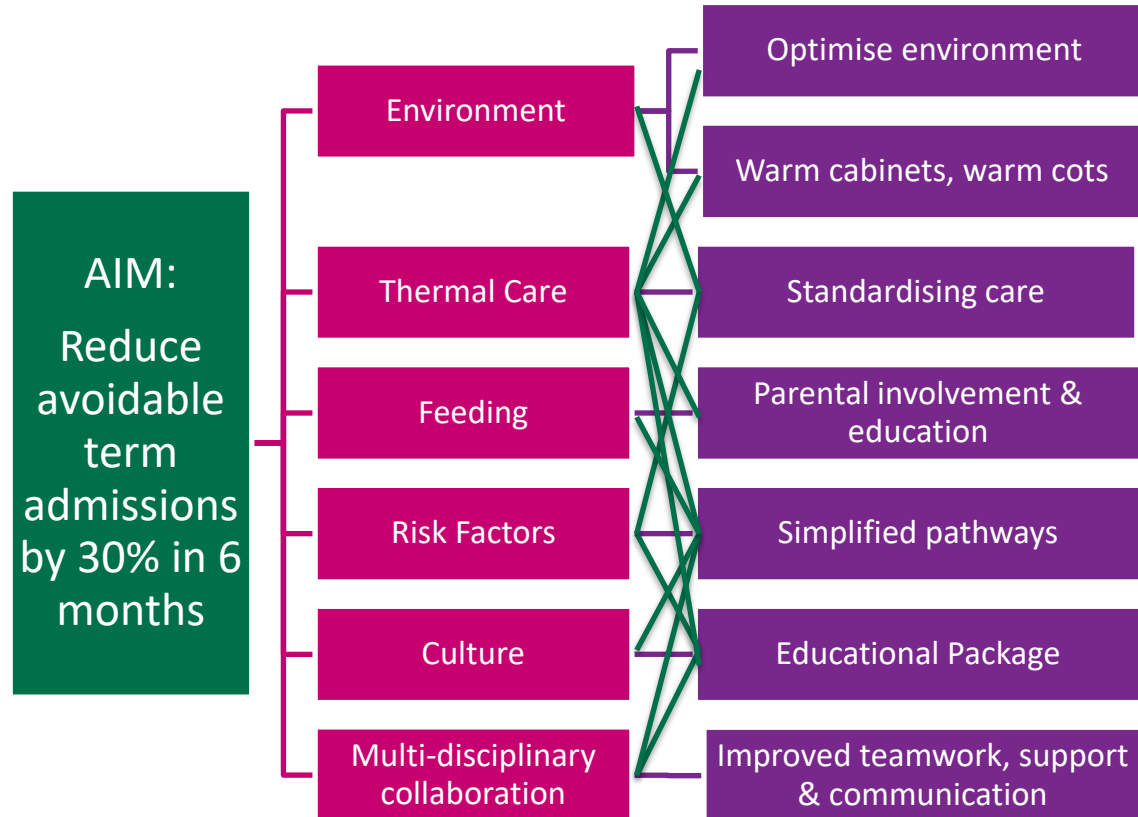 AIM:
Reduce
avoidable
term
admissions
by 30% in 6
months
Environment
Thermal Care
Feeding
Risk Factors
Culture
Multi-disciplinary
collaboration
Optimise environment
Warm cabinets, warm cots
Standardising care
Parental involvement &
education
Simplified pathways
Educational Package
Improved teamwork, support
& communication